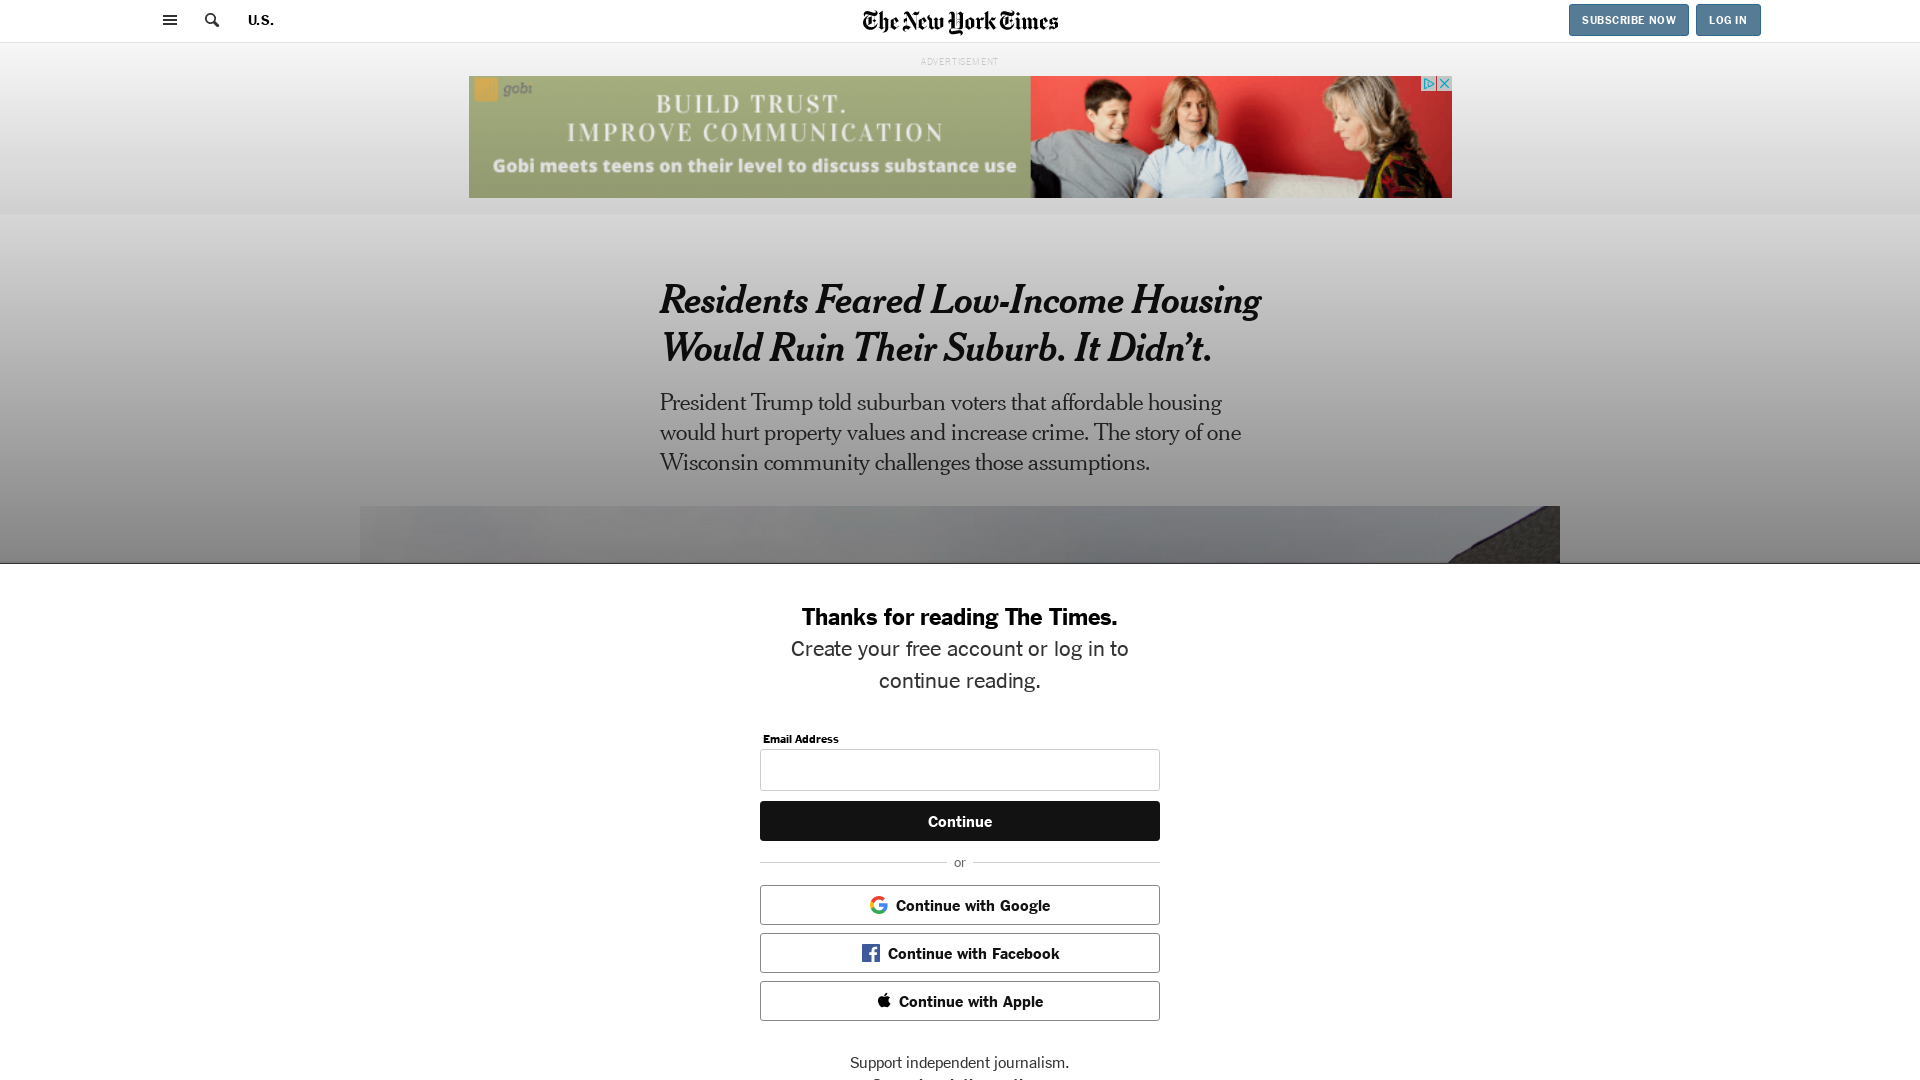 U.S.
The New York Times
SUBSCRIBE NOW
LOG IN
ADVERTISEMENT
gobi
BUILD TRUST.
IMPROVE COMMUNICATION
Gobi meets teens on their level to discuss substance use
Residents Feared Low-Income Housing
Would Ruin Their Suburb. It Didn’t.
President Trump told suburban voters that affordable housing
would hurt property values and increase crime. The story of one
Wisconsin community challenges those assumptions.
Thanks for reading The Times.
Create your free account or log in to
continue reading.
Email Address
Continue
or
Continue with Google
Continue with Facebook
Continue with Apple
Support independent journalism.